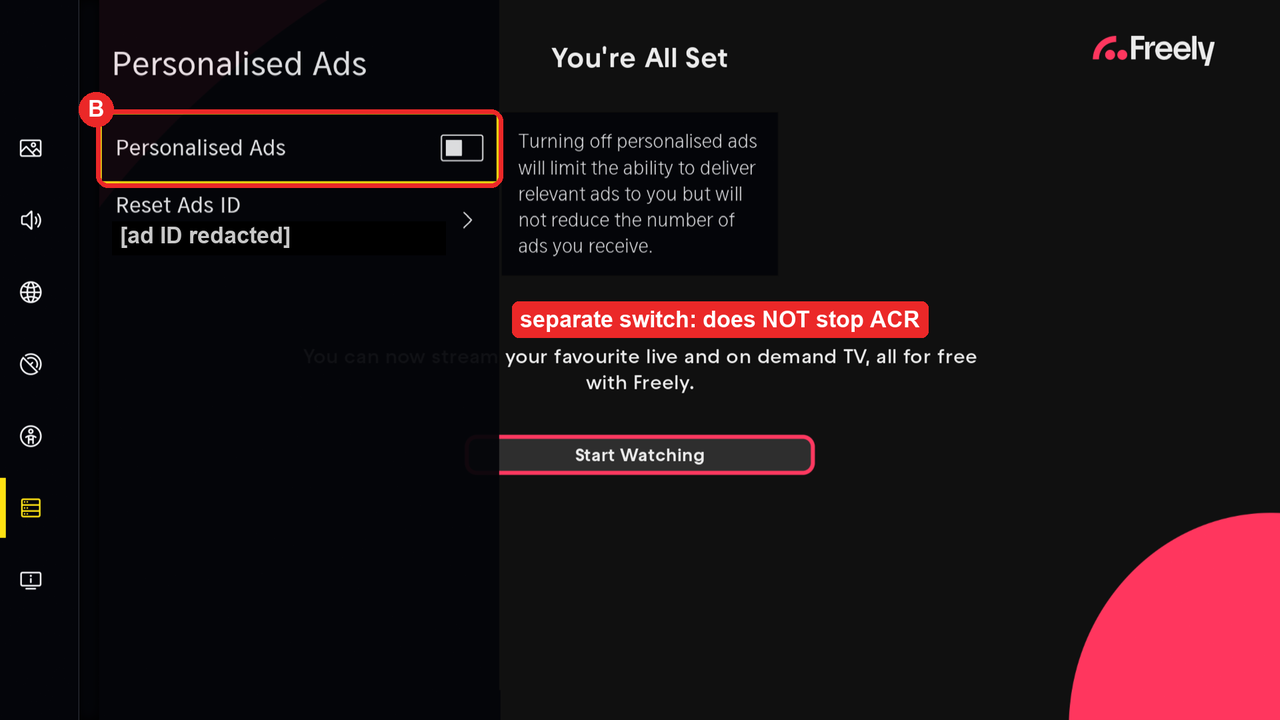 Personalised Ads
You're All Set
Freely
B
Personalised Ads
Reset Ads ID
[ad ID redacted]
Turning off personalised ads
will limit the ability to deliver
relevant ads to you but will
not reduce the number of
ads you receive.
separate switch: does NOT stop ACR
You can now stream your favourite live and on demand TV, all for free
with Freely.
Start Watching